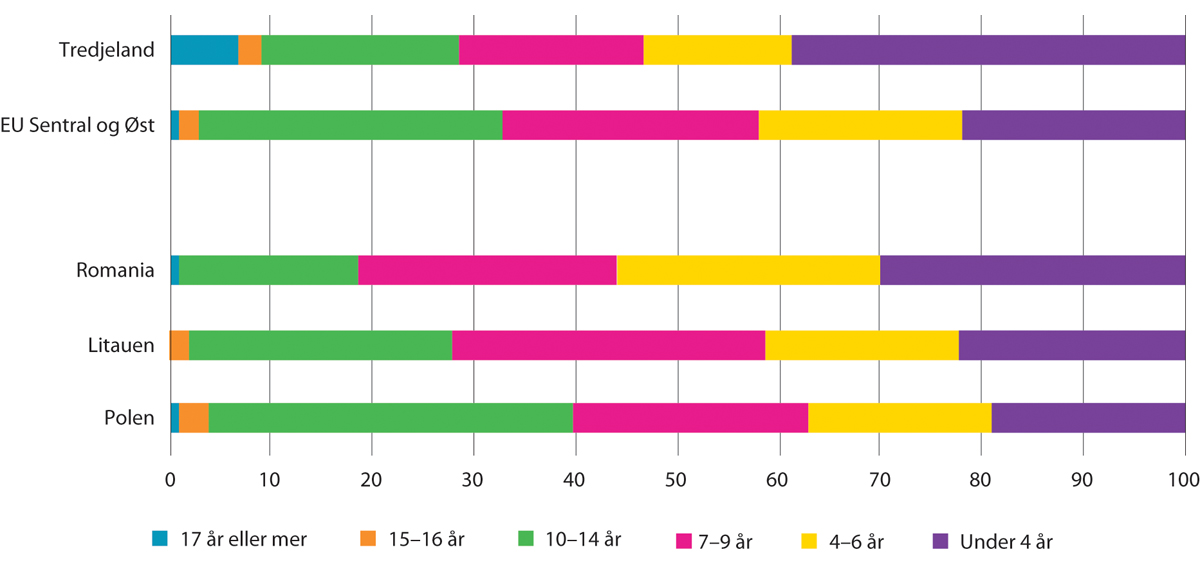 Tredjeland
EU Sentral og Øst
Romania
Litauen
Polen
0 10 20 30 40 50 60 70 80 90 100
17 år eller mer 15–16 år 10–14 år 7–9 år 4–6 år Under 4 år